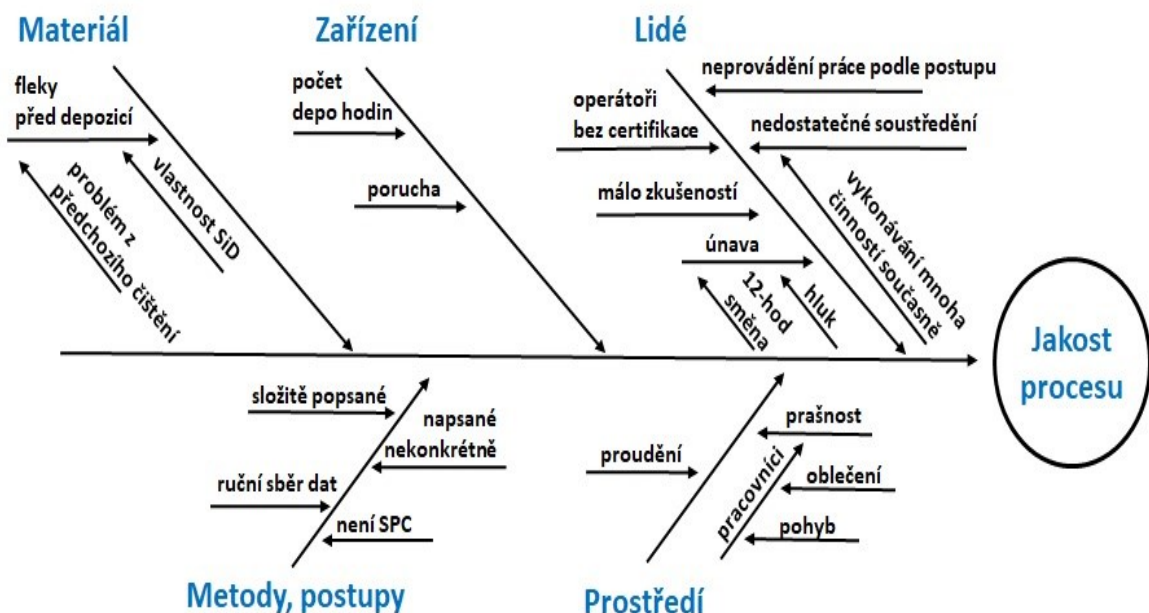 Materiál
Zařízení
Lidé
fleky
před depozicí
problém z
předchozího čištění
vlastnost SiD
počet
depo hodin
porucha
neprovádění práce podle postupu
operátoři
bez certifikace
nedostatečné soustředění
málo zkušeností
vykonávání mnoha
činností současně
únava
12-hod
směna
hluk
Jakost
procesu
složitě popsané
napsané
nekonkrétně
ruční sběr dat
není SPC
proudění
prašnost
pracovníci
oblečení
pohyb
Metody, postupy
Prostředí